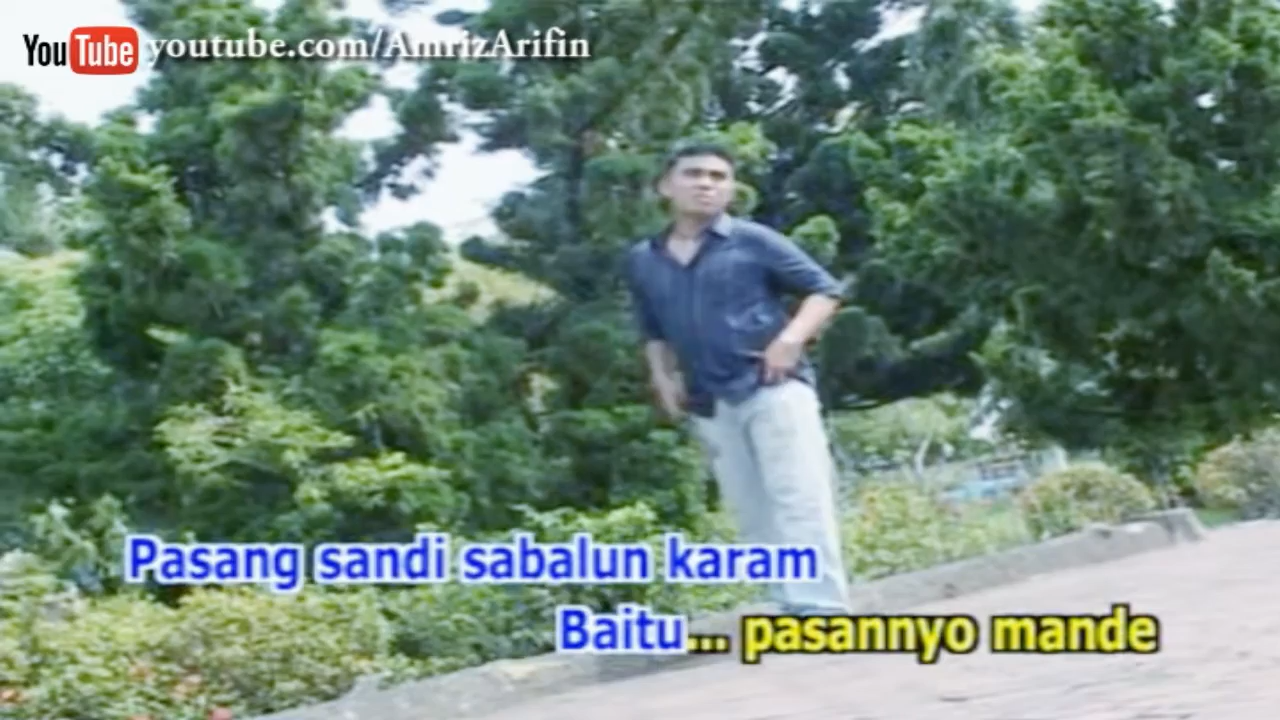 YouTube youtube.com/AmrizArifin
Pasang sandi sabalun karam
Baitu... pasannyo mande